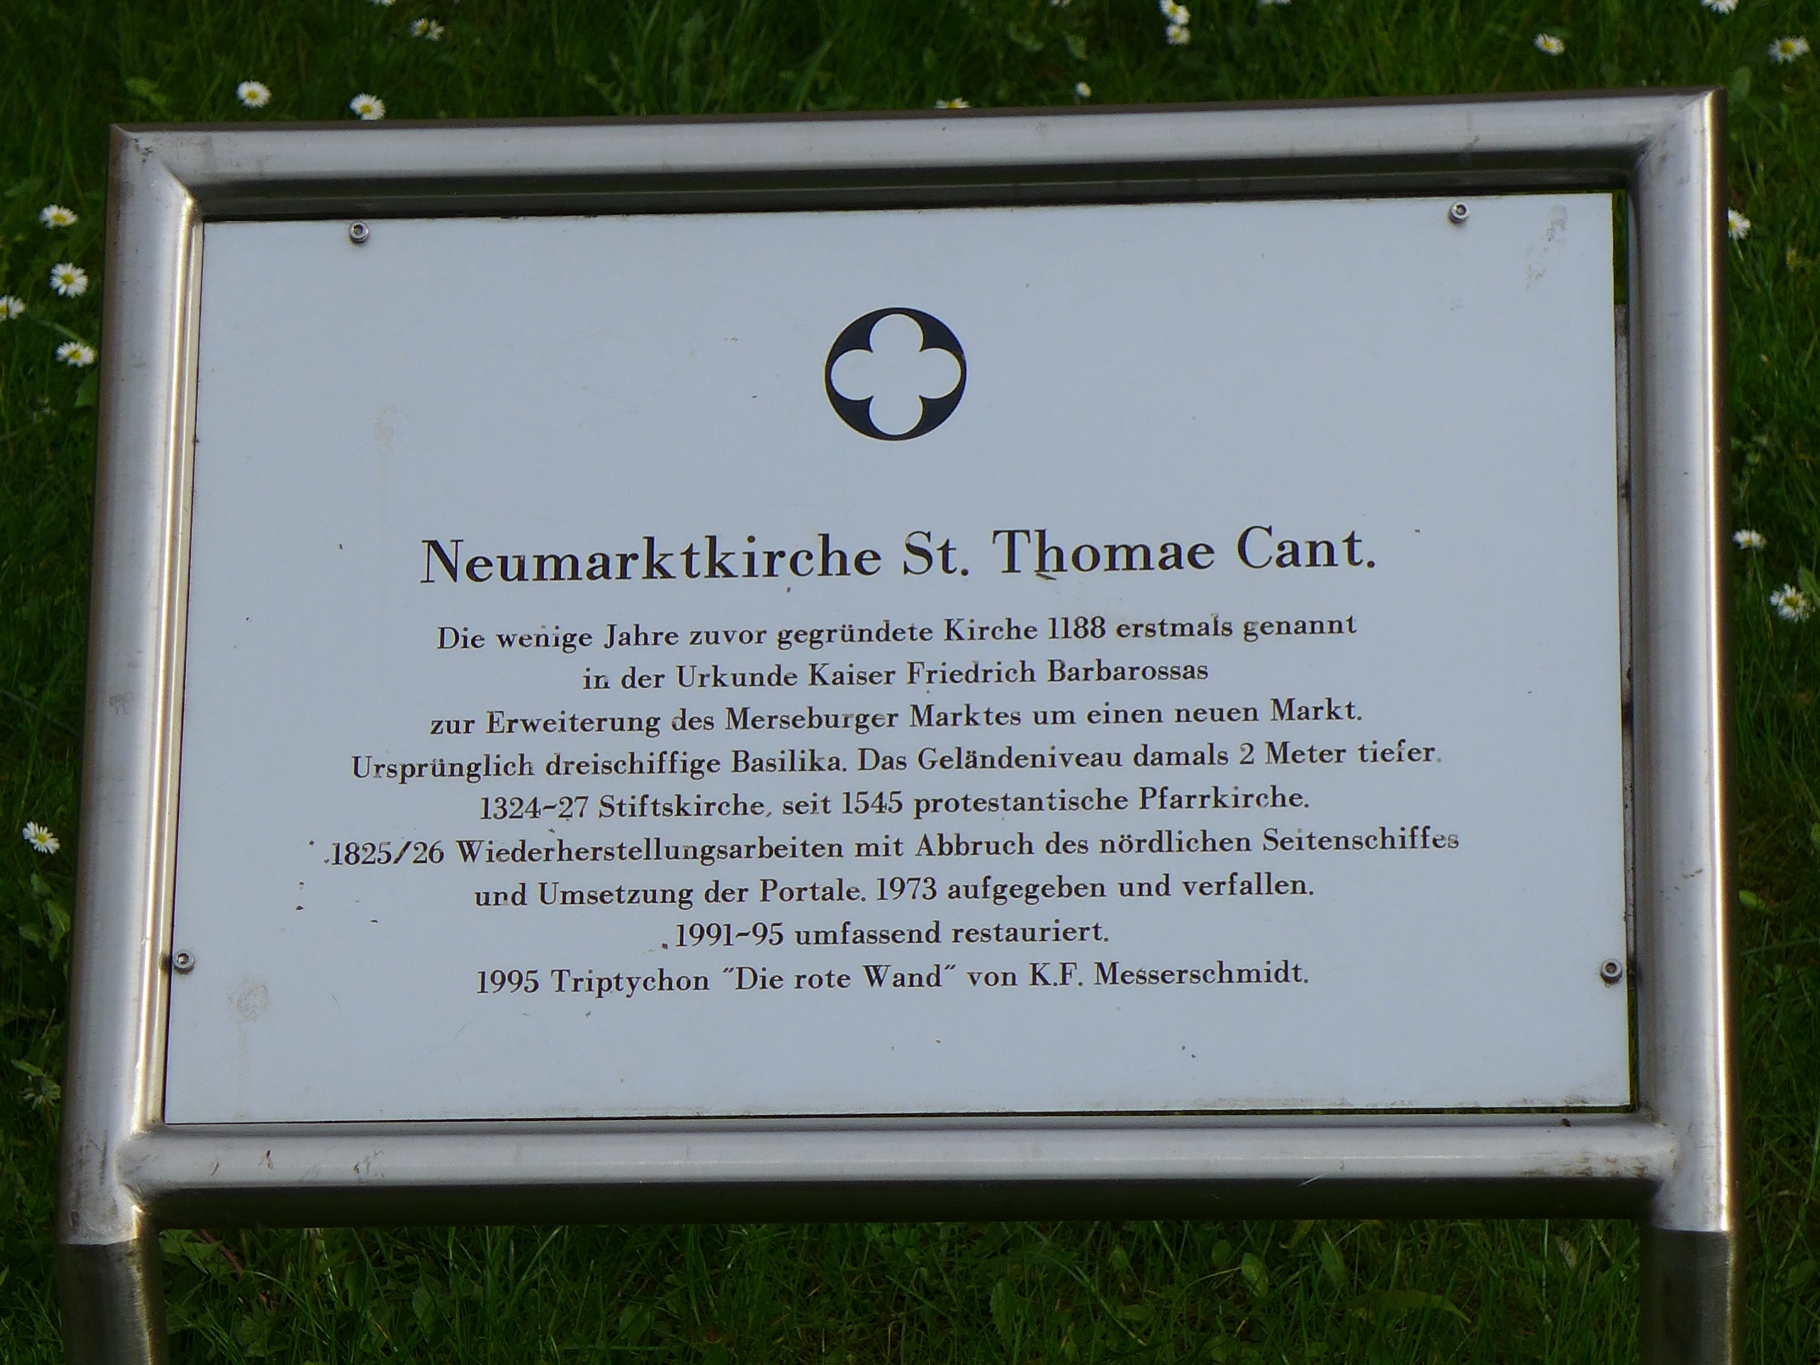 Neumarktkirche St. Thomae Cant.
Die wenige Jahre zuvor gegründete Kirche 1188 erstmals genannt
in der Urkunde Kaiser Friedrich Barbarossas
zur Erweiterung des Merseburger Marktes um einen neuen Markt.
Ursprünglich dreischiffige Basilika. Das Geländeniveau damals 2 Meter tiefer.
1324-27 Stiftskirche, seit 1545 protestantische Pfarrkirche.
1825/26 Wiederherstellungsarbeiten mit Abbruch des nördlichen Seitenschiffes
und Umsetzung der Portale. 1973 aufgegeben und verfallen.
1991-95 umfassend restauriert.
1995 Triptychon "Die rote Wand" von K.F. Messerschmidt.